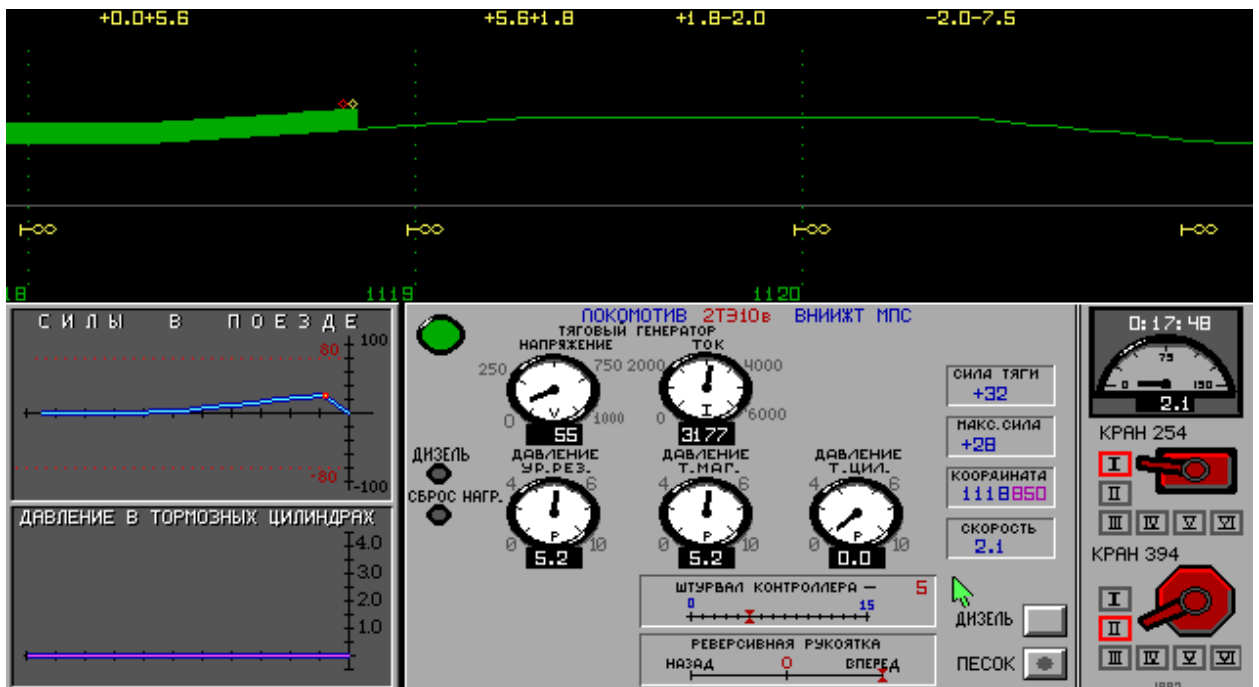 +0.0+5.6 +5.6+1.8 +1.8-2.0 -2.0-7.5
18 1119 1120
СИЛЫ В ПОЕЗДЕ
80 100
-80 -100
ДАВЛЕНИЕ В ТОРМОЗНЫХ ЦИЛИНДРАХ
4.0
3.0
2.0
1.0
ЛОКОМОТИВ 2ТЭ10в ВНИИЖТ МПС
ТЯГОВЫЙ ГЕНЕРАТОР
НАПРЯЖЕНИЕ ТОК
250 750 2000 4000
0 V 1000 0 I 6000
55 3177
ДИЗЕЛЬ
СБРОС НАГР.
ДАВЛЕНИЕ ДАВЛЕНИЕ ДАВЛЕНИЕ
УР.РЕЗ. Т.МАГ. Т.ЦИЛ.
4 6 4 6 4 6
0 P 10 0 P 10 0 P 10
5.2 5.2 0.0
СИЛА ТЯГИ
+32
МАКС.СИЛА
+28
КООРДИНАТА
1118850
СКОРОСТЬ
2.1
ШТУРВАЛ КОНТРОЛЛЕРА — 5
0 15
РЕВЕРСИВНАЯ РУКОЯТКА
НАЗАД 0 ВПЕРЕД
ДИЗЕЛЬ
ПЕСОК
0:17:48
75
0 150
2.1
КРАН 254
I
II
III IV V VI
КРАН 394
I
II
III IV V VI